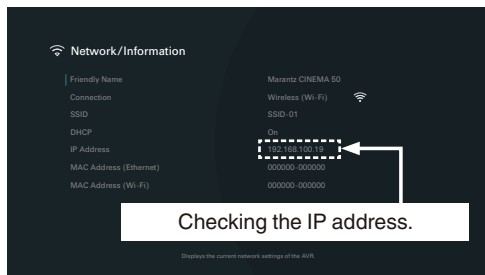 Network/Information
Friendly Name Marantz CINEMA 50
Connection Wireless (Wi-Fi)
SSID SSID-01
DHCP On
IP Address 192.168.100.19
MAC Address (Ethernet) 000000-000000
MAC Address (Wi-Fi) 000000-000000
Checking the IP address.
Displays the current network settings of the AVR.